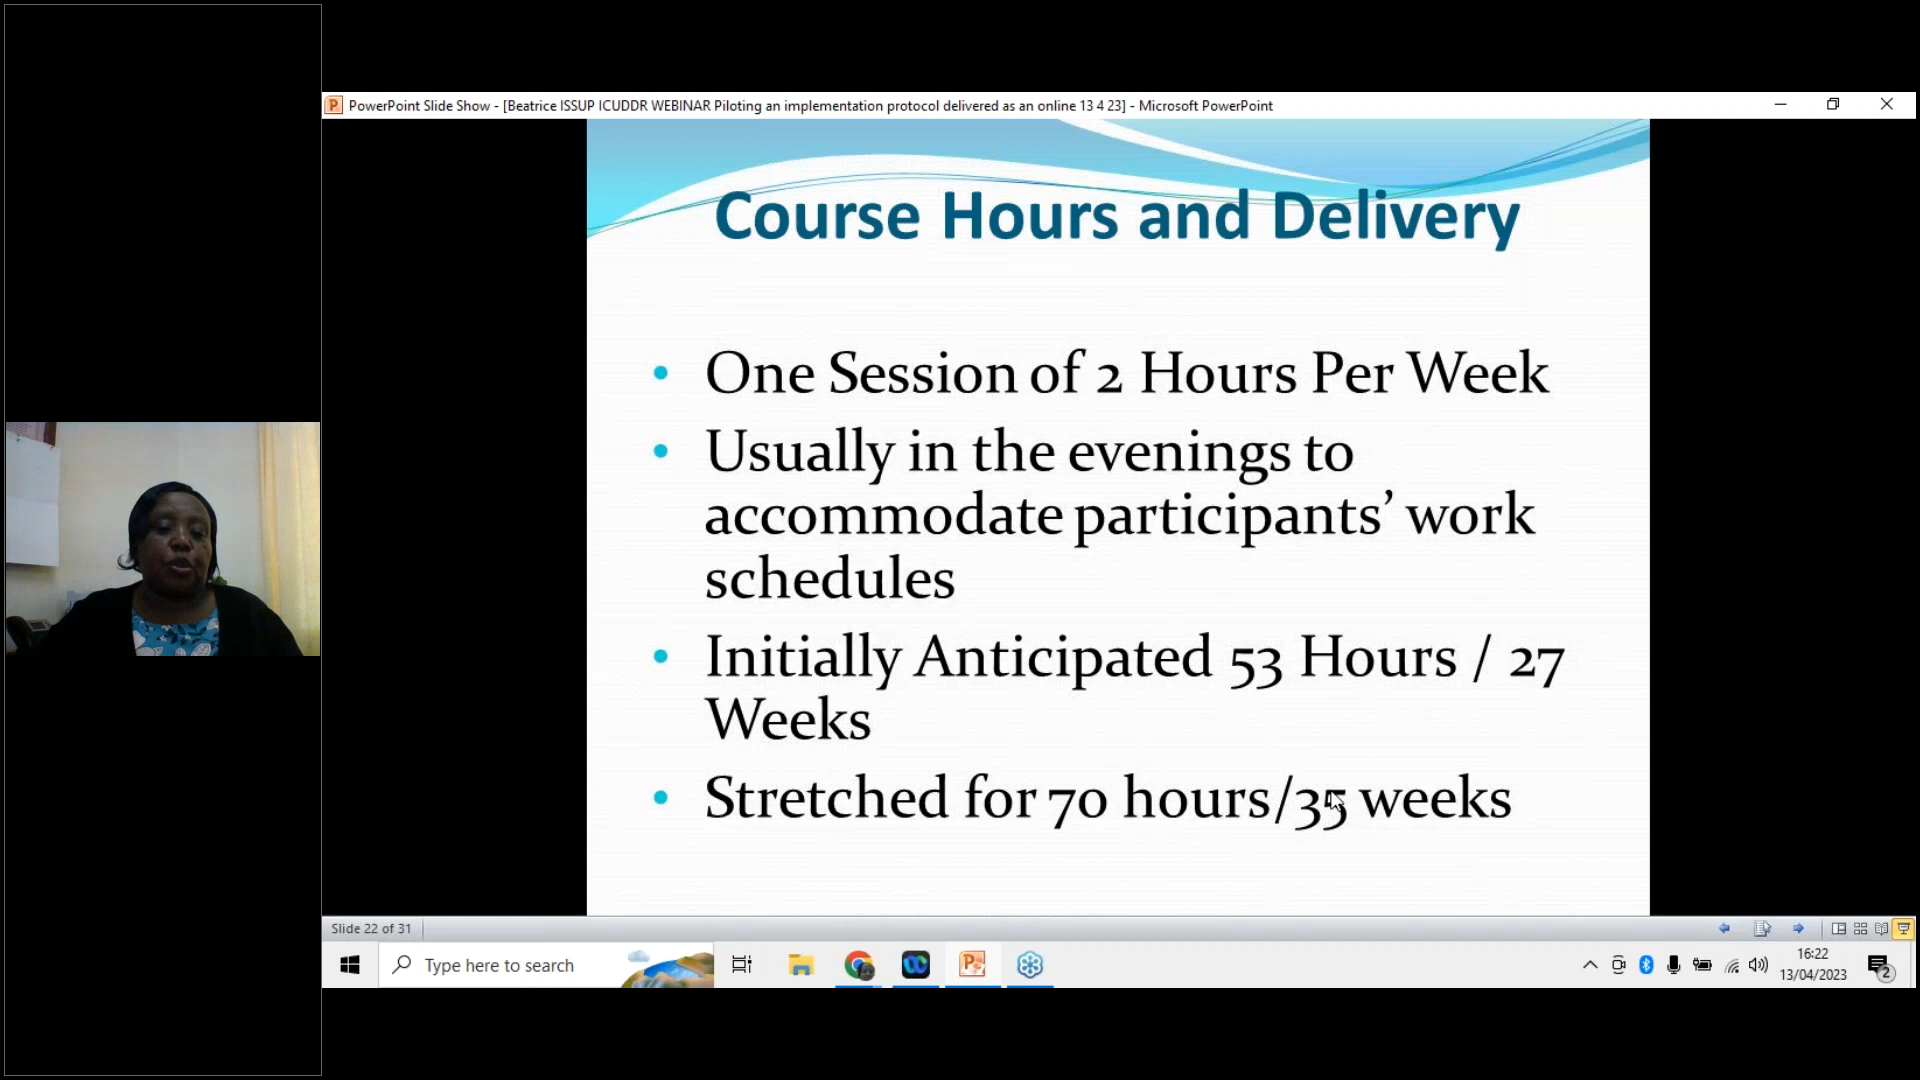 PowerPoint Slide Show - [Beatrice ISSUP ICUDDR WEBINAR Piloting an implementation protocol delivered as an online 13 4 23] - Microsoft PowerPoint
Course Hours and Delivery
• One Session of 2 Hours Per Week
• Usually in the evenings to
accommodate participants’ work
schedules
• Initially Anticipated 53 Hours / 27
Weeks
• Stretched for 70 hours/35 weeks
Slide 22 of 31
Type here to search
16:22
13/04/2023
2